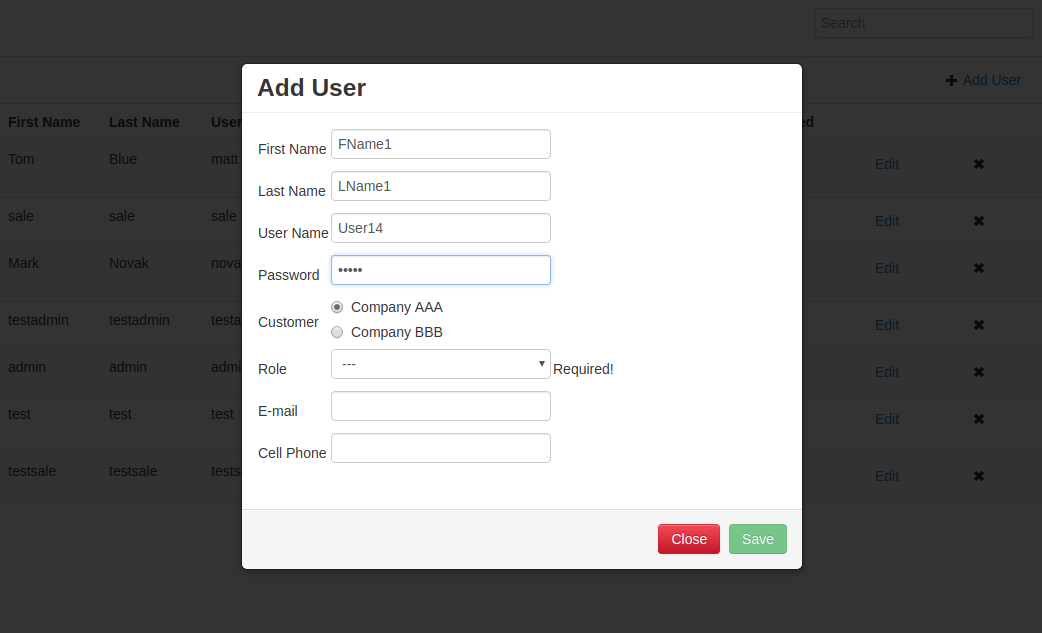 Search
Add User
First Name Last Name User ed
Tom Blue matt Edit
sale sale sale Edit
Mark Novak nova Edit
testadmin testadmin testa Edit
admin admin admi Edit
test test test Edit
testsale testsale tests Edit
Add User
First Name FName1
Last Name LName1
User Name User14
Password •••••
Customer Company AAA
Company BBB
Role --- Required!
E-mail
Cell Phone
Close Save